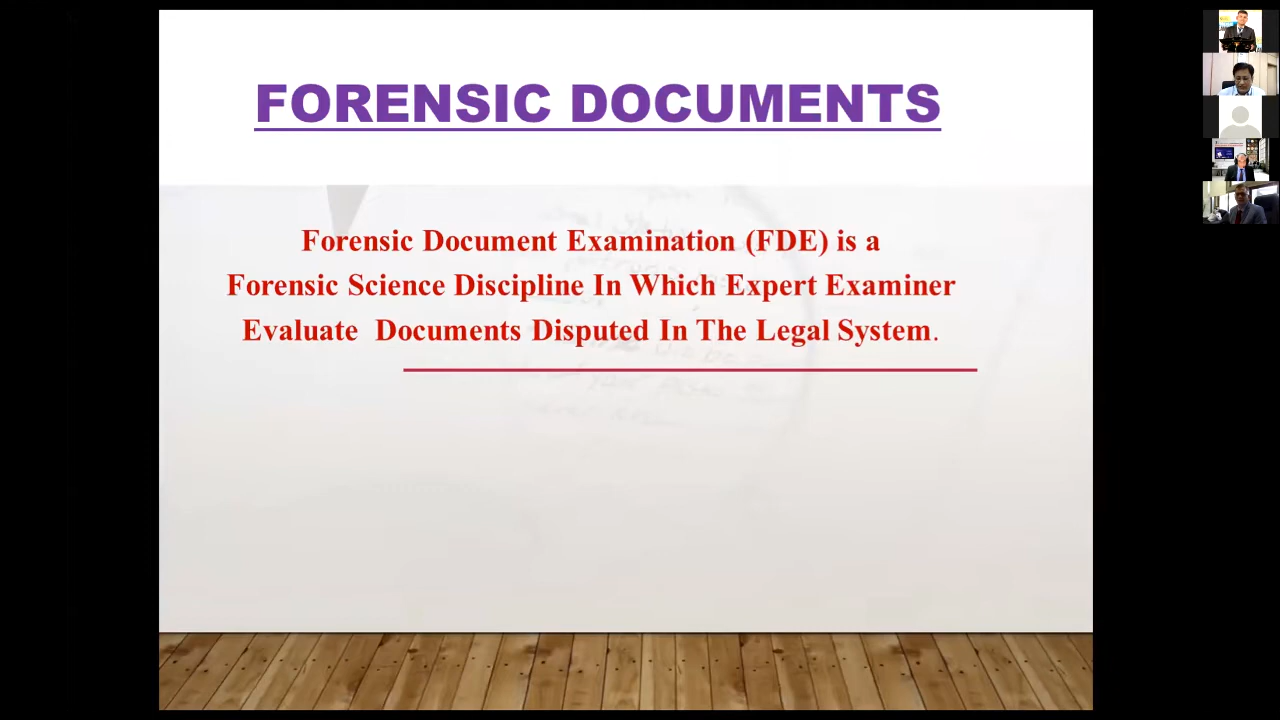 FORENSIC DOCUMENTS
Forensic Document Examination (FDE) is a
Forensic Science Discipline In Which Expert Examiner
Evaluate Documents Disputed In The Legal System.